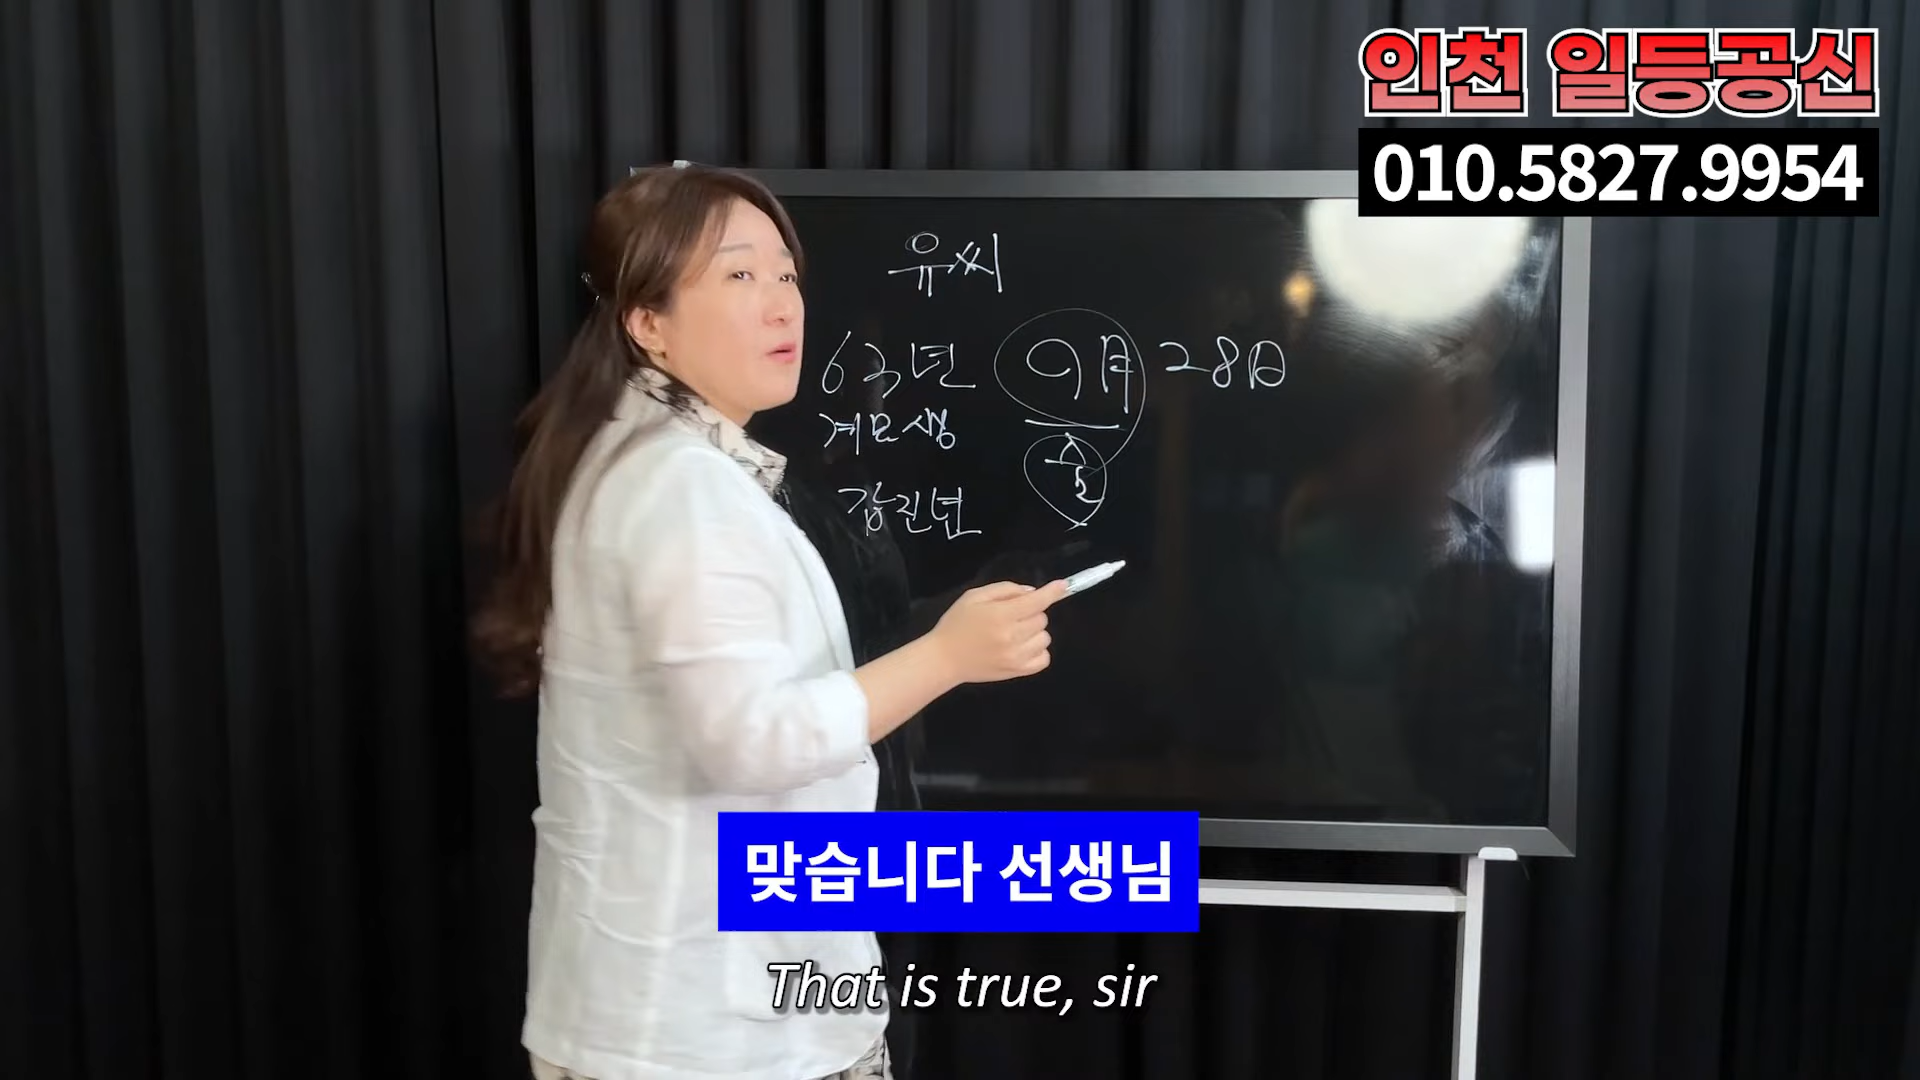 인천 일등공신
010.5827.9954
유씨
63년 9月 28日
계묘생 술
갑진년
맞습니다 선생님
That is true, sir